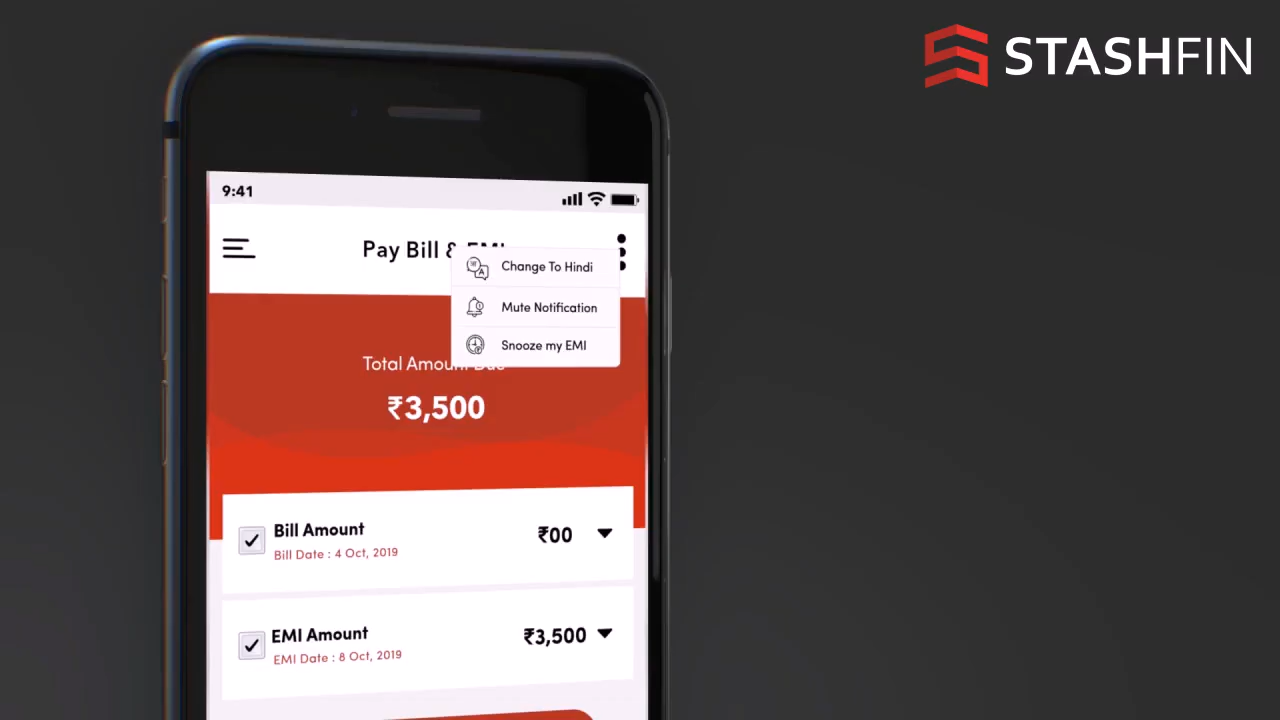 STASHFIN
9:41
Pay Bill &
Change To Hindi
Mute Notification
Snooze my EMI
Total Amount Due
₹3,500
Bill Amount
₹00
Bill Date : 4 Oct, 2019
EMI Amount
₹3,500
EMI Date : 8 Oct, 2019